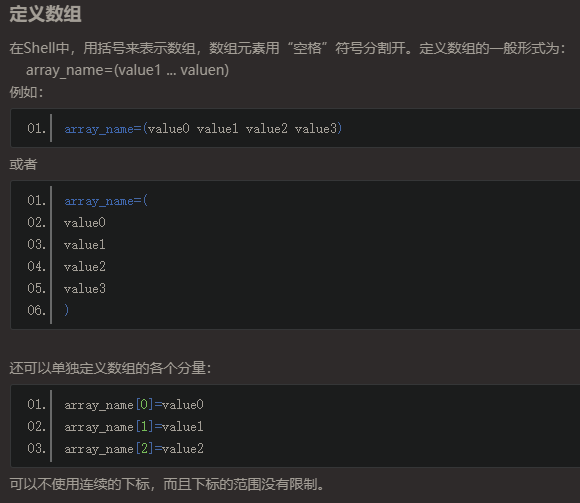 定义数组
在Shell中，用括号来表示数组，数组元素用“空格”符号分割开。定义数组的一般形式为：
array_name=(value1 ... valuen)
例如：
01. array_name=(value0 value1 value2 value3)
或者
01. array_name=(
02. value0
03. value1
04. value2
05. value3
06. )
还可以单独定义数组的各个分量：
01. array_name[0]=value0
02. array_name[1]=value1
03. array_name[2]=value2
可以不使用连续的下标，而且下标的范围没有限制。